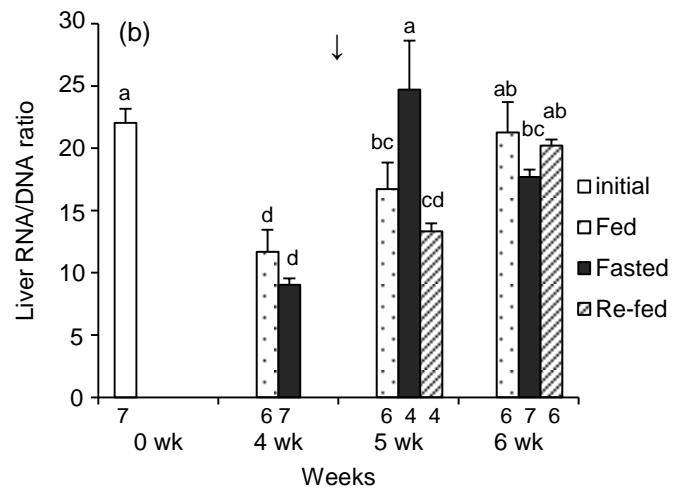 (b)
↓
30
25
20
15
10
5
0
Liver RNA/DNA ratio
a
d d
bc a cd
ab bc ab
initial
Fed
Fasted
Re-fed
7 6 7 6 4 4 6 7 6
0 wk 4 wk 5 wk 6 wk
Weeks